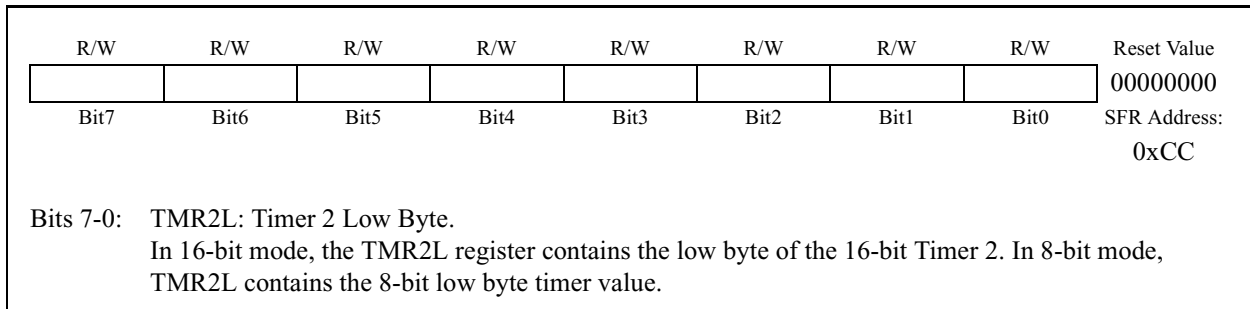 R/W R/W R/W R/W R/W R/W R/W R/W Reset Value
00000000
Bit7 Bit6 Bit5 Bit4 Bit3 Bit2 Bit1 Bit0 SFR Address:
0xCC
Bits 7-0: TMR2L: Timer 2 Low Byte.
In 16-bit mode, the TMR2L register contains the low byte of the 16-bit Timer 2. In 8-bit mode,
TMR2L contains the 8-bit low byte timer value.